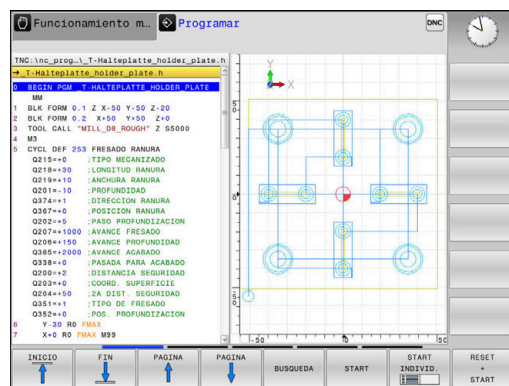 Funcionamiento m…
Programar
DNC
TNC:\nc_prog…\_T-Halteplatte_holder_plate.h
→_T-Halteplatte_holder_plate.h
0 BEGIN PGM _T-HALTEPLATTE_HOLDER_PLATE
MM
1 BLK FORM 0.1 Z X-50 Y-50 Z-20
2 BLK FORM 0.2 X+50 Y+50 Z+0
3 TOOL CALL "MILL_D8_ROUGH" Z S5000
4 M3
5 CYCL DEF 253 FRESADO RANURA
Q215=+0 ;TIPO MECANIZADO
Q218=+30 ;LONGITUD RANURA
Q219=+10 ;ANCHURA RANURA
Q201=-10 ;PROFUNDIDAD
Q374=+1 ;DIRECCION RANURA
Q367=+0 ;POSICION RANURA
Q202=+5 ;PASO PROFUNDIZACION
Q207=+1000 ;AVANCE FRESADO
Q206=+150 ;AVANCE PROFUNDIDAD
Q385=+2000 ;AVANCE ACABADO
Q338=+0 ;PASADA PARA ACABADO
Q200=+2 ;DISTANCIA SEGURIDAD
Q203=+0 ;COORD. SUPERFICIE
Q204=+50 ;2A DIST. SEGURIDAD
Q351=+1 ;TIPO DE FRESADO
Q352=+0 ;POS. PROFUNDIZACION
6 Y-30 R0 FMAX
7 X+0 R0 FMAX M99
Y
X
50
0
-50
-50
0
50
INICIO
FIN
PAGINA
PAGINA
BUSQUEDA
START
START
INDIVID.
RESET
+
START